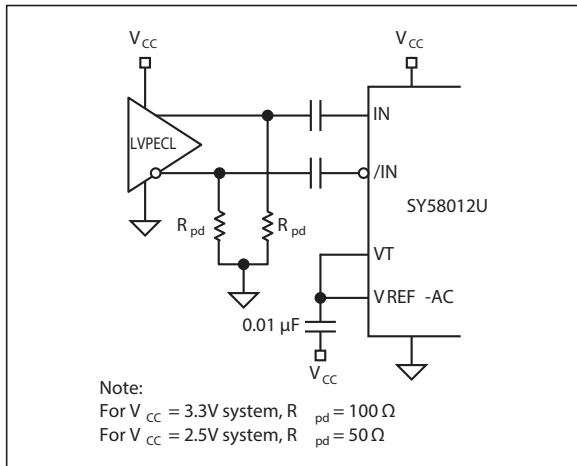 V CC
V CC
LVPECL
IN
/IN
SY58012U
R pd
R pd
VT
VREF -AC
0.01 µF
V CC
Note:
For V CC = 3.3V system, R pd = 100 Ω
For V CC = 2.5V system, R pd = 50 Ω